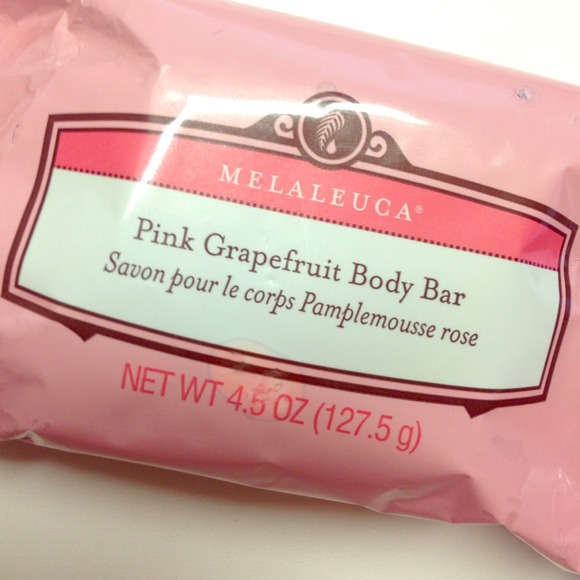 MELALEUCA®
Pink Grapefruit Body Bar
Savon pour le corps Pamplemousse rose
NET WT 4.5 OZ (127.5 g)